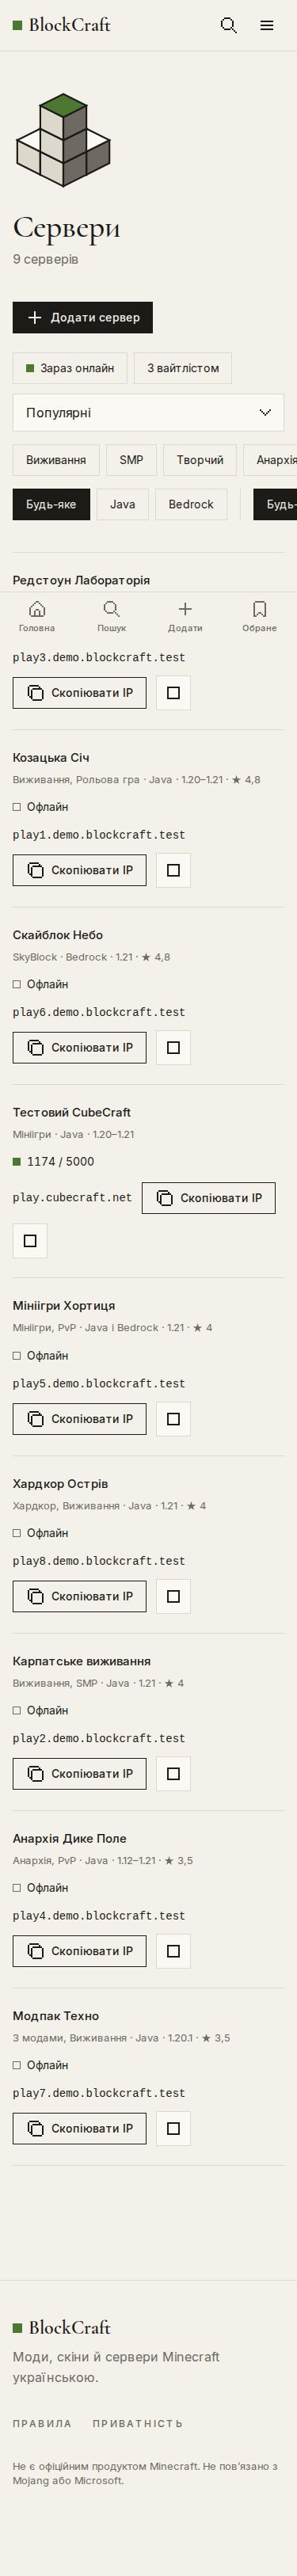 BlockCraft
Сервери
9 серверів
Додати сервер
Зараз онлайн
З вайтлістом
Популярні
Виживання SMP Творчий Анархія
Будь-яке Java Bedrock Будь-
Редстоун Лабораторія
Головна Пошук Додати Обране
play3.demo.blockcraft.test
Скопіювати IP
Козацька Січ
Виживання, Рольова гра · Java · 1.20–1.21 · ★ 4,8
Офлайн
play1.demo.blockcraft.test
Скопіювати IP
Скайблок Небо
SkyBlock · Bedrock · 1.21 · ★ 4,8
Офлайн
play6.demo.blockcraft.test
Скопіювати IP
Тестовий CubeCraft
Мініігри · Java · 1.20–1.21
1174 / 5000
play.cubecraft.net Скопіювати IP
Мініігри Хортиця
Мініігри, PvP · Java і Bedrock · 1.21 · ★ 4
Офлайн
play5.demo.blockcraft.test
Скопіювати IP
Хардкор Острів
Хардкор, Виживання · Java · 1.21 · ★ 4
Офлайн
play8.demo.blockcraft.test
Скопіювати IP
Карпатське виживання
Виживання, SMP · Java · 1.21 · ★ 4
Офлайн
play2.demo.blockcraft.test
Скопіювати IP
Анархія Дике Поле
Анархія, PvP · Java · 1.12–1.21 · ★ 3,5
Офлайн
play4.demo.blockcraft.test
Скопіювати IP
Модпак Техно
З модами, Виживання · Java · 1.20.1 · ★ 3,5
Офлайн
play7.demo.blockcraft.test
Скопіювати IP
BlockCraft
Моди, скіни й сервери Minecraft
українською.
ПРАВИЛА ПРИВАТНІСТЬ
Не є офіційним продуктом Minecraft. Не пов’язано з
Mojang або Microsoft.